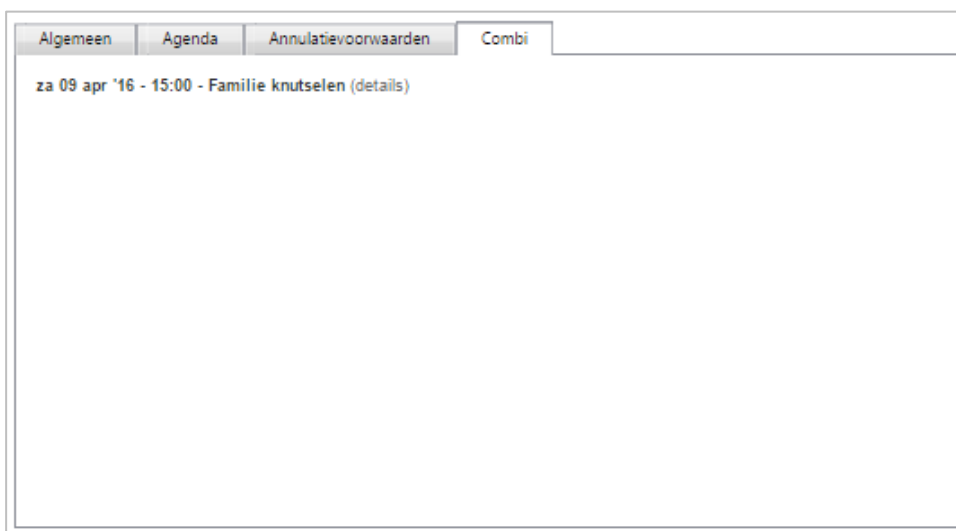 Algemeen Agenda Annulatievoorwaarden Combi
za 09 apr '16 - 15:00 - Familie knutselen (details)